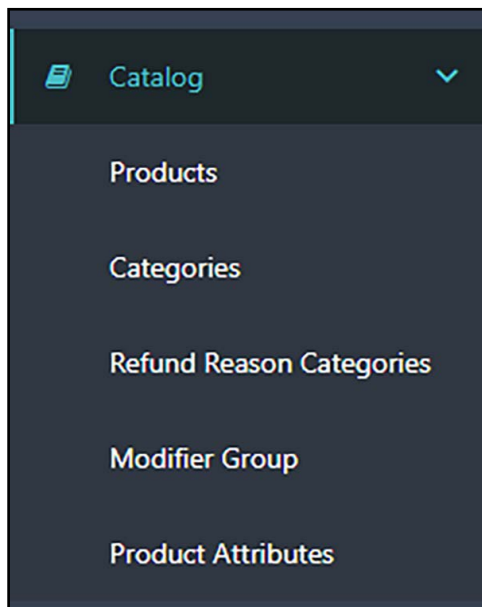 Catalog
Products
Categories
Refund Reason Categories
Modifier Group
Product Attributes